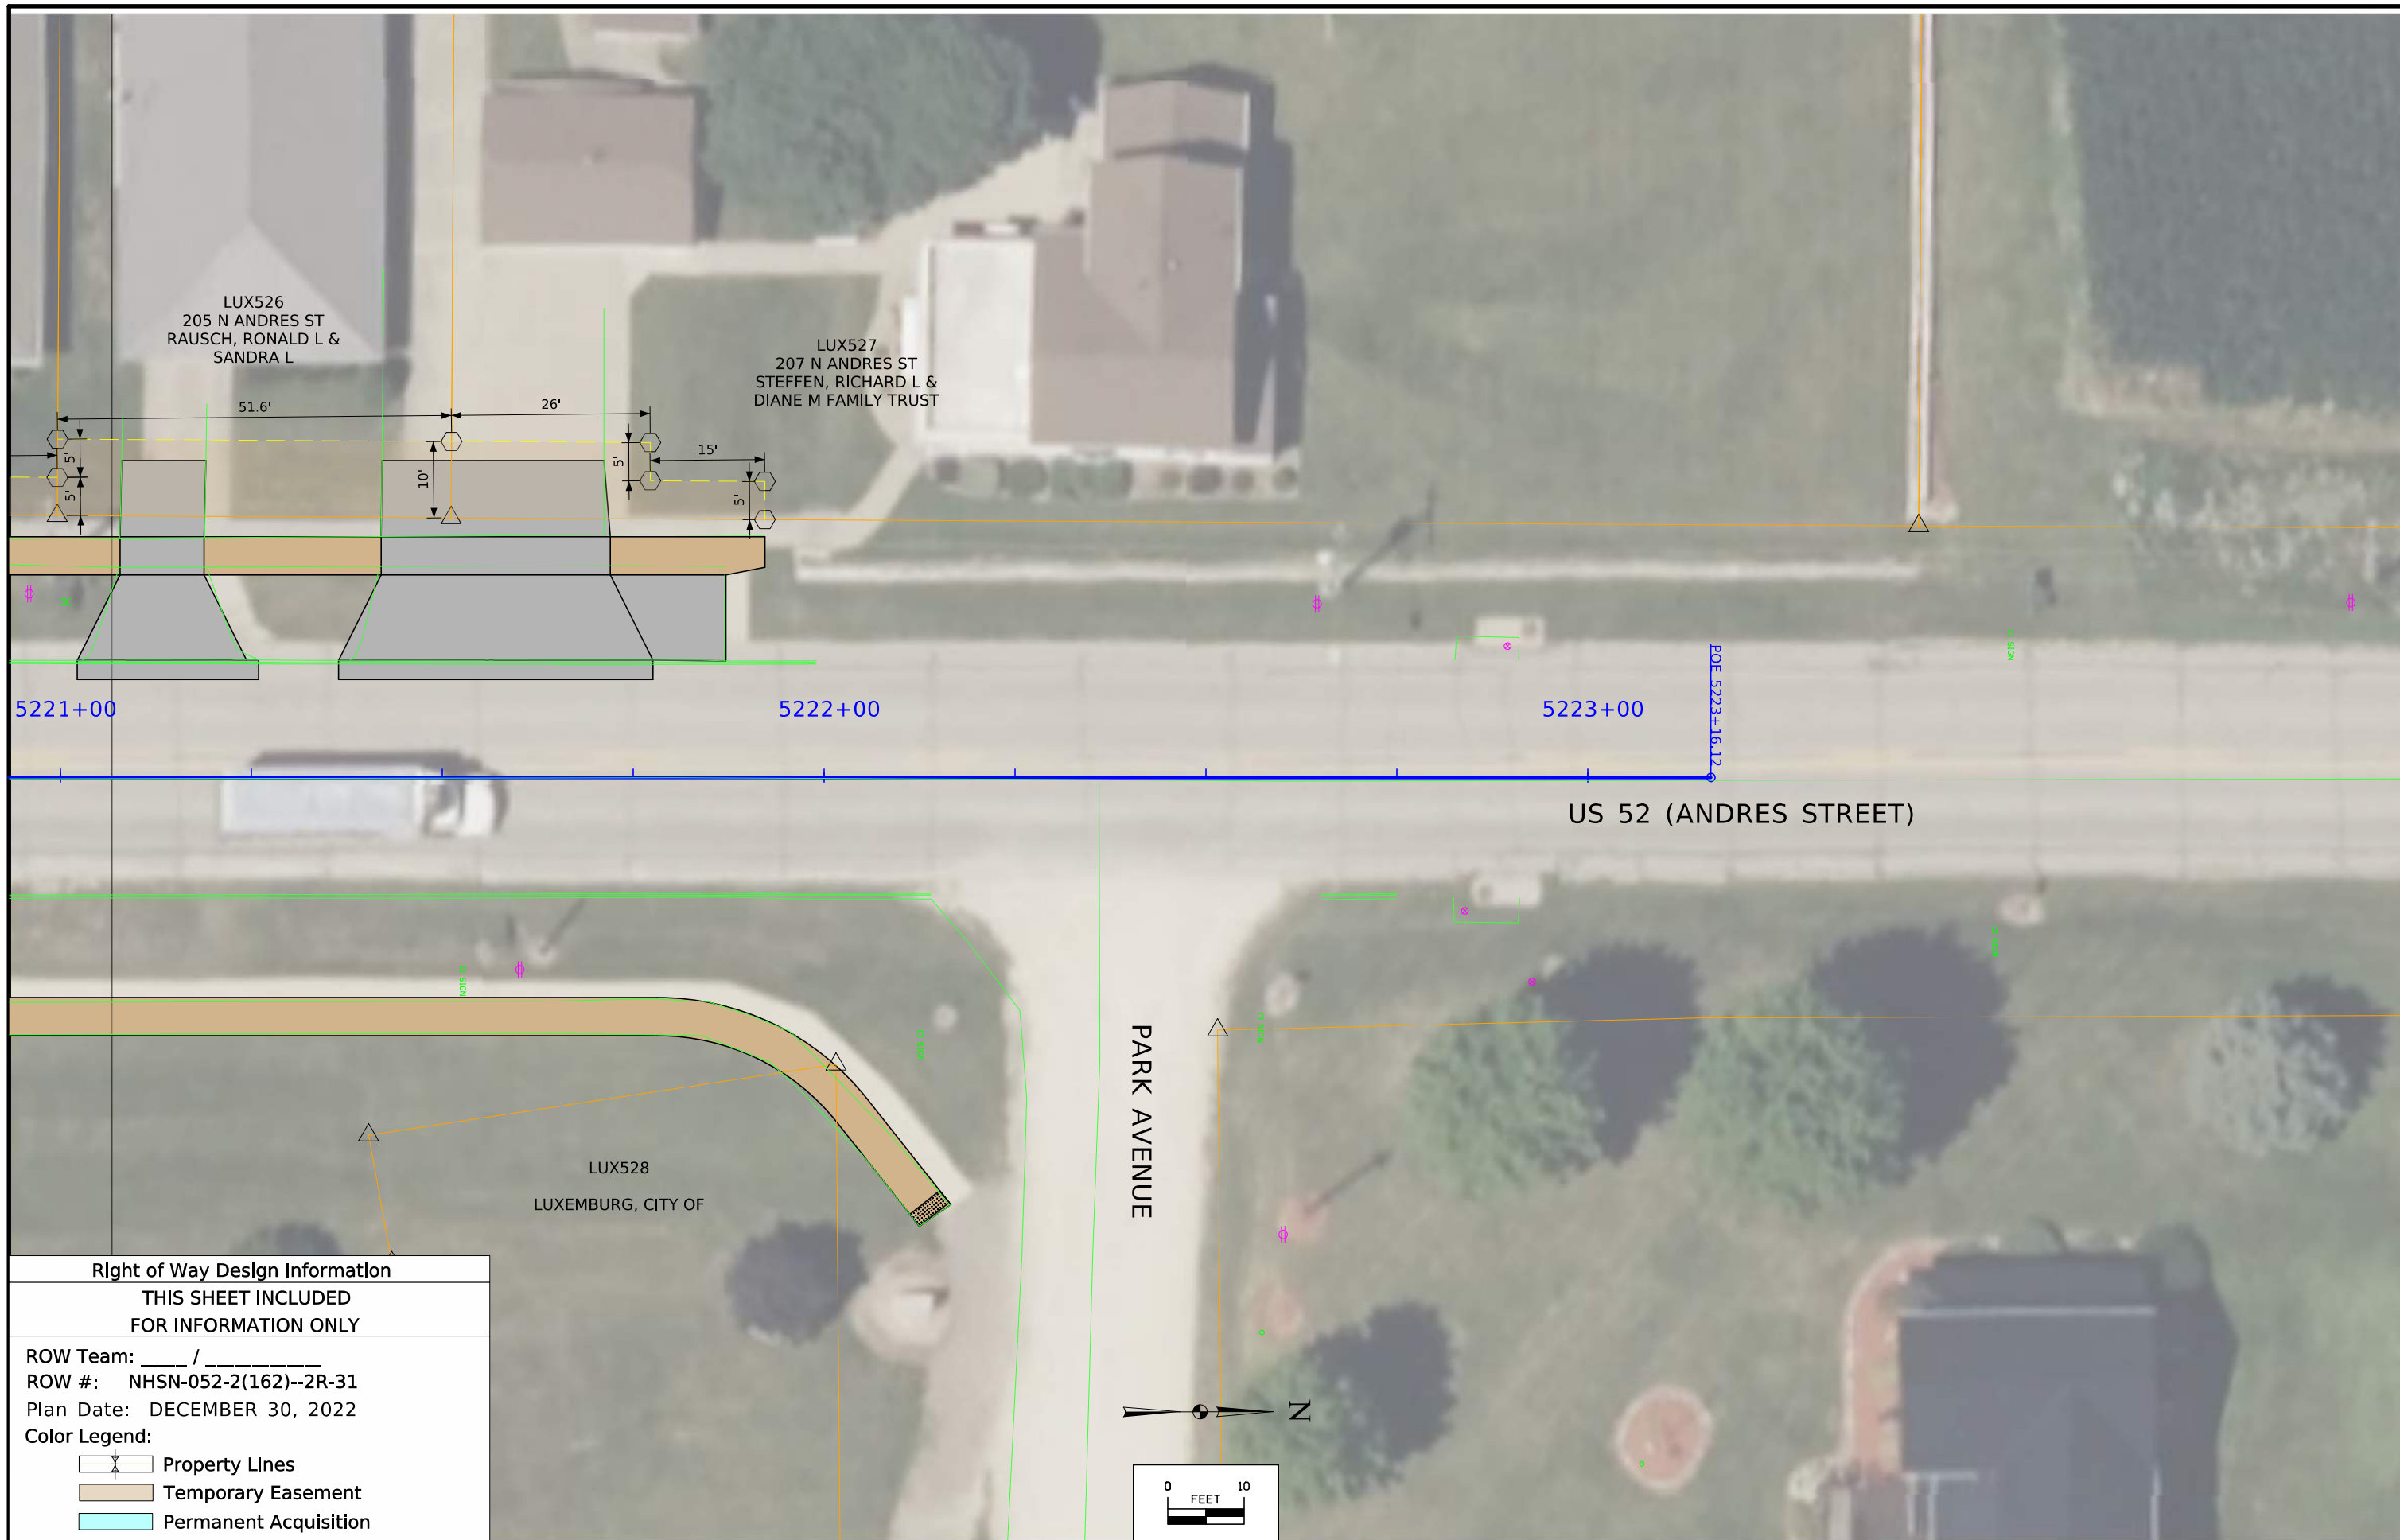 LUX526
205 N ANDRES ST
RAUSCH, RONALD L &
SANDRA L
LUX527
207 N ANDRES ST
STEFFEN, RICHARD L &
DIANE M FAMILY TRUST
51.6'
26'
15'
5'
5'
10'
5'
5'
5221+00
5222+00
5223+00
POE 5223+16.12
US 52 (ANDRES STREET)
SIGN
SIGN
PARK AVENUE
LUX528
LUXEMBURG, CITY OF
N
0 10
FEET
Right of Way Design Information
THIS SHEET INCLUDED
FOR INFORMATION ONLY
ROW Team: ____ / __________
ROW #: NHSN-052-2(162)--2R-31
Plan Date: DECEMBER 30, 2022
Color Legend:
Property Lines
Temporary Easement
Permanent Acquisition